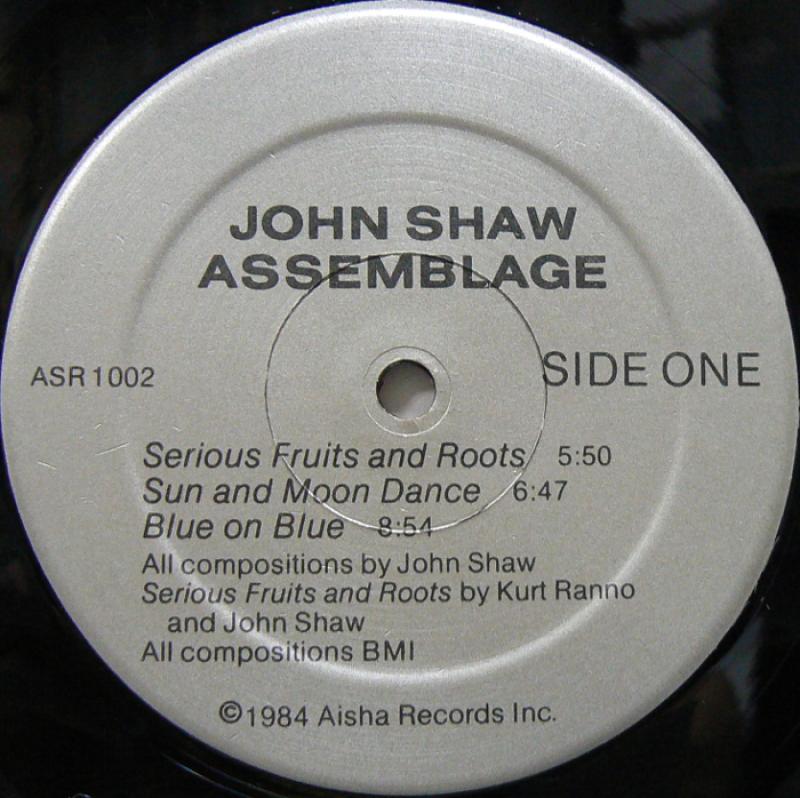 JOHN SHAW
ASSEMBLAGE
ASR 1002
SIDE ONE
Serious Fruits and Roots 5:50
Sun and Moon Dance 6:47
Blue on Blue 8:54
All compositions by John Shaw
Serious Fruits and Roots by Kurt Ranno
and John Shaw
All compositions BMI
©1984 Aisha Records Inc.